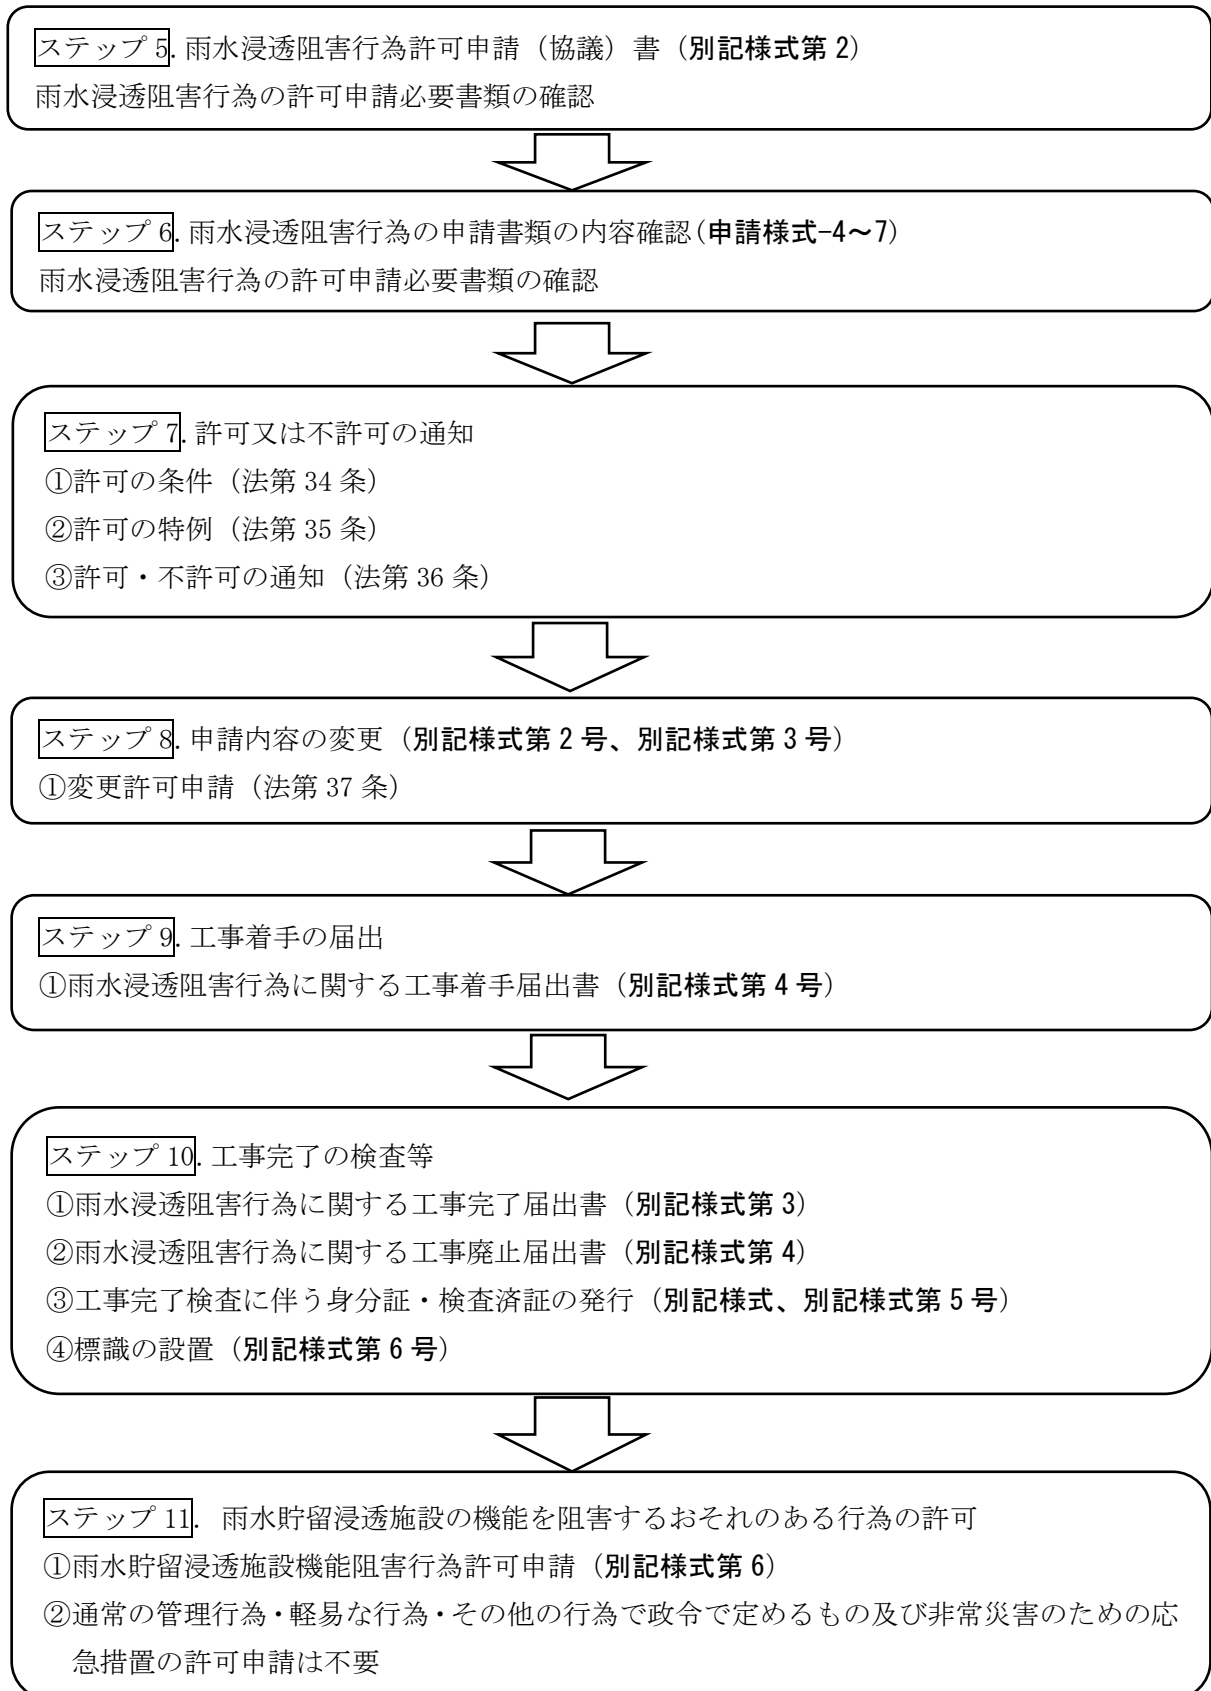 ステップ 5. 雨水浸透阻害行為許可申請（協議）書（別記様式第 2）
雨水浸透阻害行為の許可申請必要書類の確認
ステップ 6. 雨水浸透阻害行為の申請書類の内容確認(申請様式-4～7)
雨水浸透阻害行為の許可申請必要書類の確認
ステップ 7. 許可又は不許可の通知
①許可の条件（法第 34 条）
②許可の特例（法第 35 条）
③許可・不許可の通知（法第 36 条）
ステップ 8. 申請内容の変更（別記様式第 2 号、別記様式第 3 号）
①変更許可申請（法第 37 条）
ステップ 9. 工事着手の届出
①雨水浸透阻害行為に関する工事着手届出書（別記様式第 4 号）
ステップ 10. 工事完了の検査等
①雨水浸透阻害行為に関する工事完了届出書（別記様式第 3）
②雨水浸透阻害行為に関する工事廃止届出書（別記様式第 4）
③工事完了検査に伴う身分証・検査済証の発行（別記様式、別記様式第 5 号）
④標識の設置（別記様式第 6 号）
ステップ 11. 雨水貯留浸透施設の機能を阻害するおそれのある行為の許可
①雨水貯留浸透施設機能阻害行為許可申請（別記様式第 6）
②通常の管理行為・軽易な行為・その他の行為で政令で定めるもの及び非常災害のための応
急措置の許可申請は不要